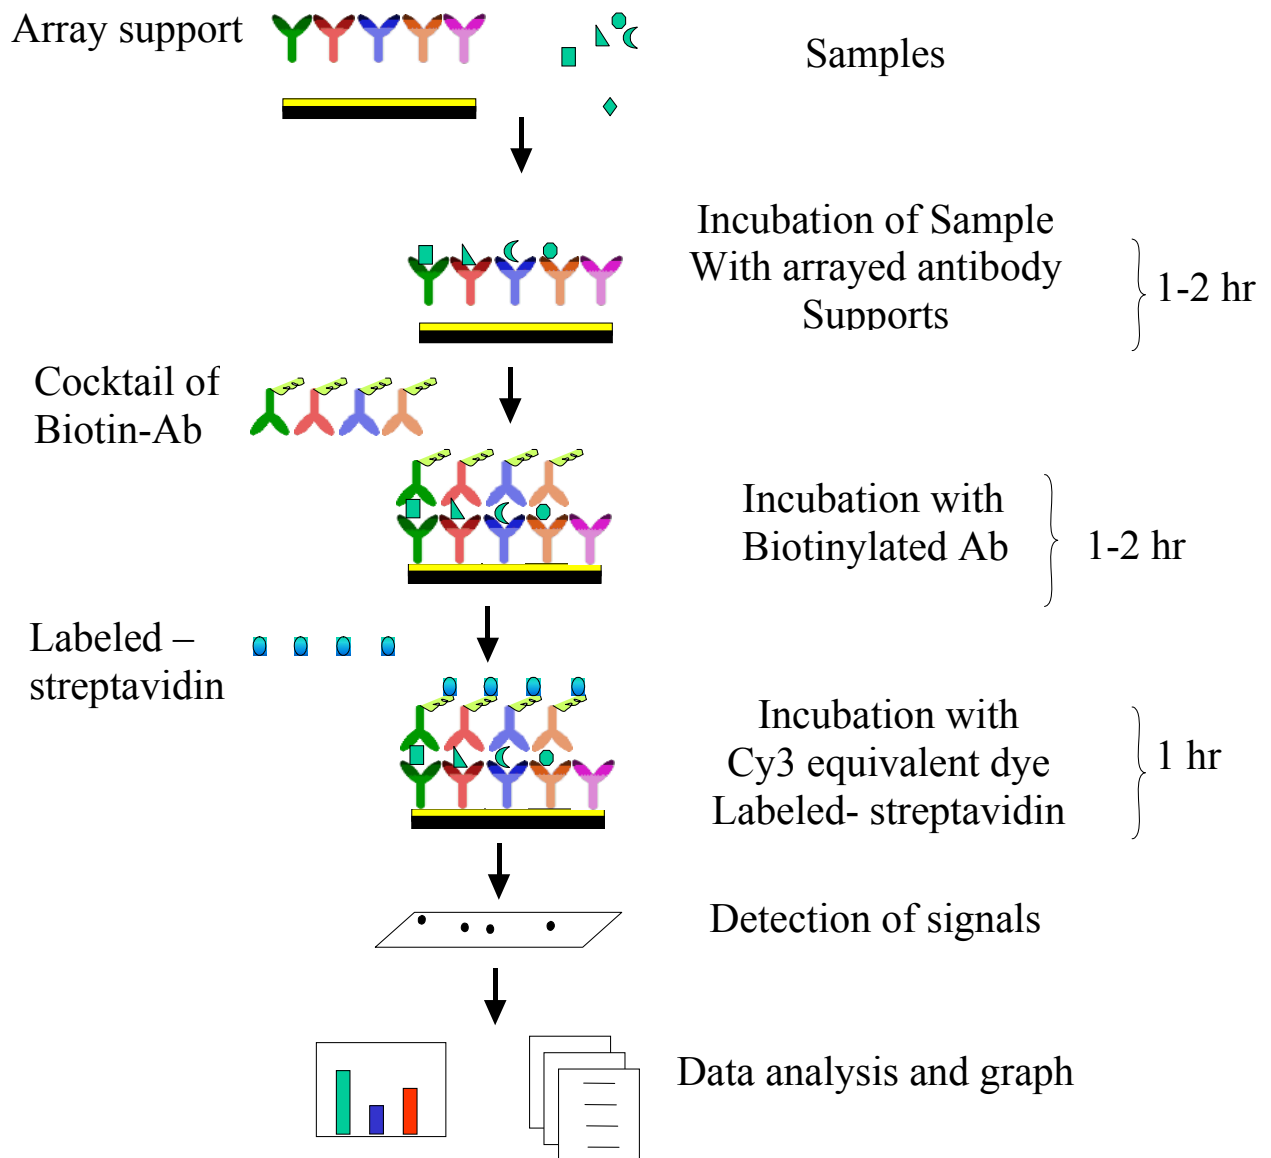 Array support
Samples
Incubation of Sample
With arrayed antibody
Supports
1-2 hr
Cocktail of
Biotin-Ab
Incubation with
Biotinylated Ab
1-2 hr
Labeled –
streptavidin
Incubation with
Cy3 equivalent dye
Labeled- streptavidin
1 hr
Detection of signals
Data analysis and graph